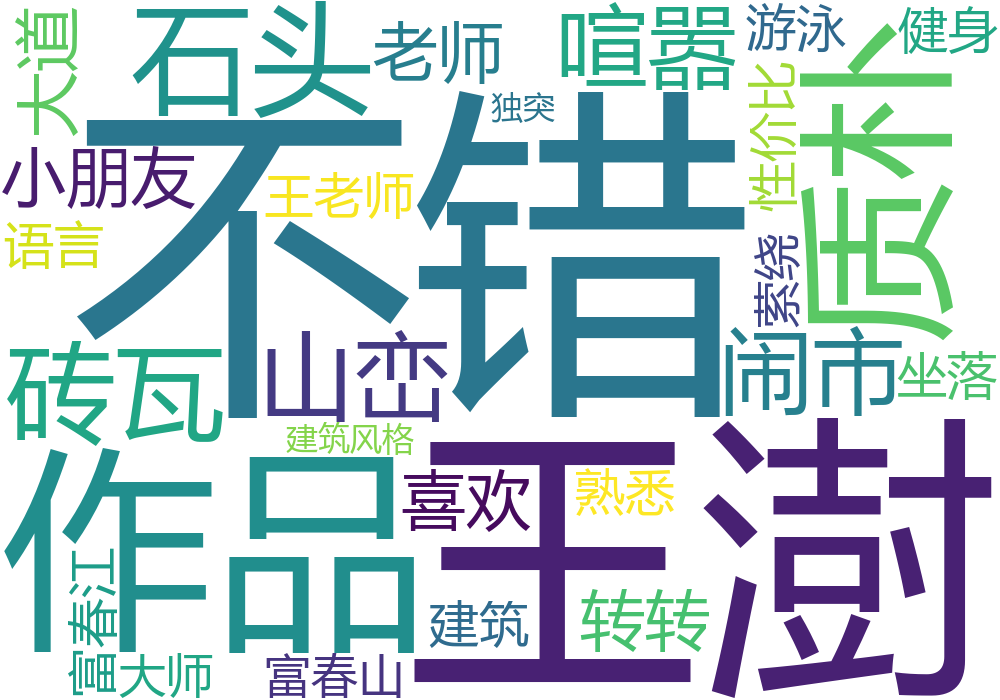 大道
石头
老师
喧嚣
游泳
健身
独突
不错
性价比
质朴
小朋友
王老师
语言
萦绕
砖瓦
山峦
闹市
坐落
建筑风格
作品
喜欢
熟悉
王澍
富春江
建筑
转转
大师
富春山